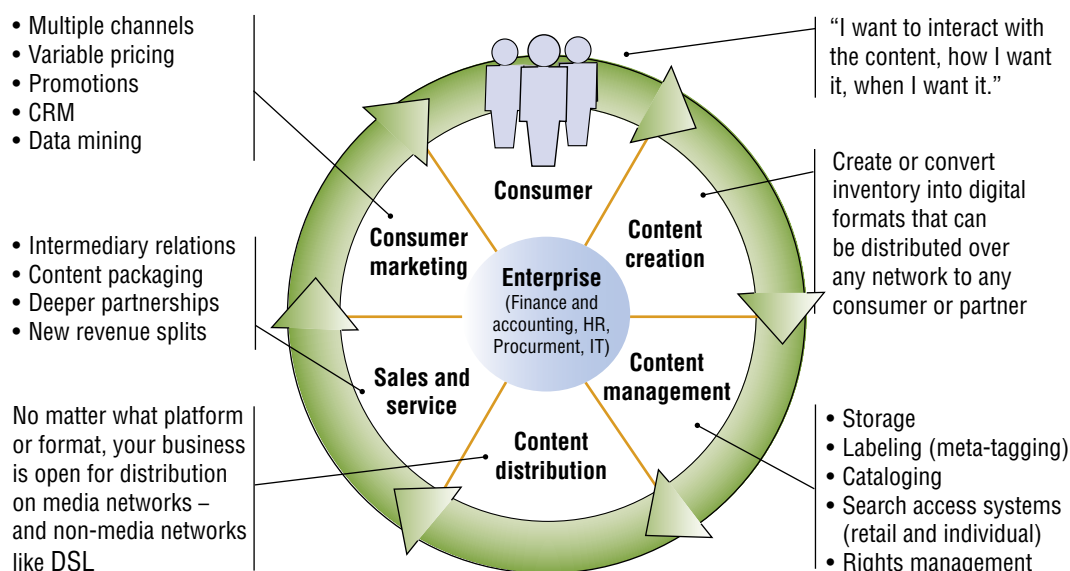 • Multiple channels
• Variable pricing
• Promotions
• CRM
• Data mining
“I want to interact with
the content, how I want
it, when I want it.”
Consumer
Create or convert
inventory into digital
formats that can
be distributed over
any network to any
consumer or partner
Consumer
marketing
Content
creation
• Intermediary relations
• Content packaging
• Deeper partnerships
• New revenue splits
Enterprise
(Finance and
accounting, HR,
Procurment, IT)
Sales and
service
Content
management
No matter what platform
or format, your business
is open for distribution
on media networks –
and non-media networks
like DSL
Content
distribution
• Storage
• Labeling (meta-tagging)
• Cataloging
• Search access systems
(retail and individual)
• Rights management